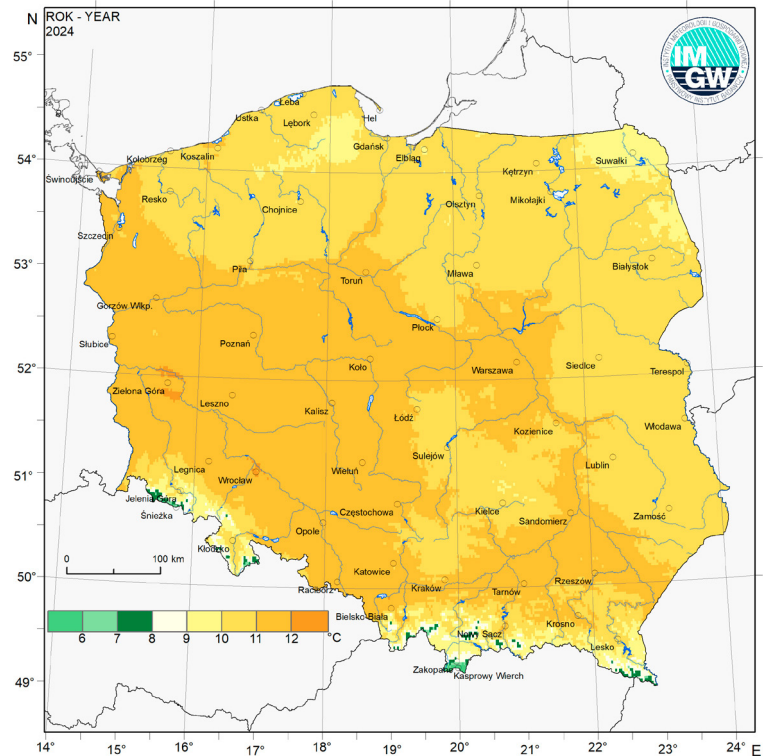 N
ROK - YEAR
2024
IMGW
55°
Łeba
Ustka
Lębork
Hel
Gdańsk
Elbląg
54°
Kołobrzeg
Koszalin
Kętrzyn
Suwałki
Świnoujście
Resko
Chojnice
Olsztyn
Mikołajki
Szczecin
53°
Piła
Toruń
Mława
Białystok
Gorzów Wlkp.
Płock
Słubice
Poznań
52°
Koło
Warszawa
Siedlce
Terespol
Zielona Góra
Leszno
Kalisz
Łódź
Kozienice
Włodawa
51°
Legnica
Wrocław
Wieluń
Sulejów
Lublin
Jelenia Góra
Śnieżka
Częstochowa
Kielce
Sandomierz
Zamość
Opole
Kłodzko
0 100 km
50°
Katowice
Racibórz
Kraków
Tarnów
Rzeszów
Bielsko-Biała
Nowy Sącz
Krosno
Lesko
6 7 8 9 10 11 12 °C
Zakopane
Kasprowy Wierch
49°
14° 15° 16° 17° 18° 19° 20° 21° 22° 23° 24° E